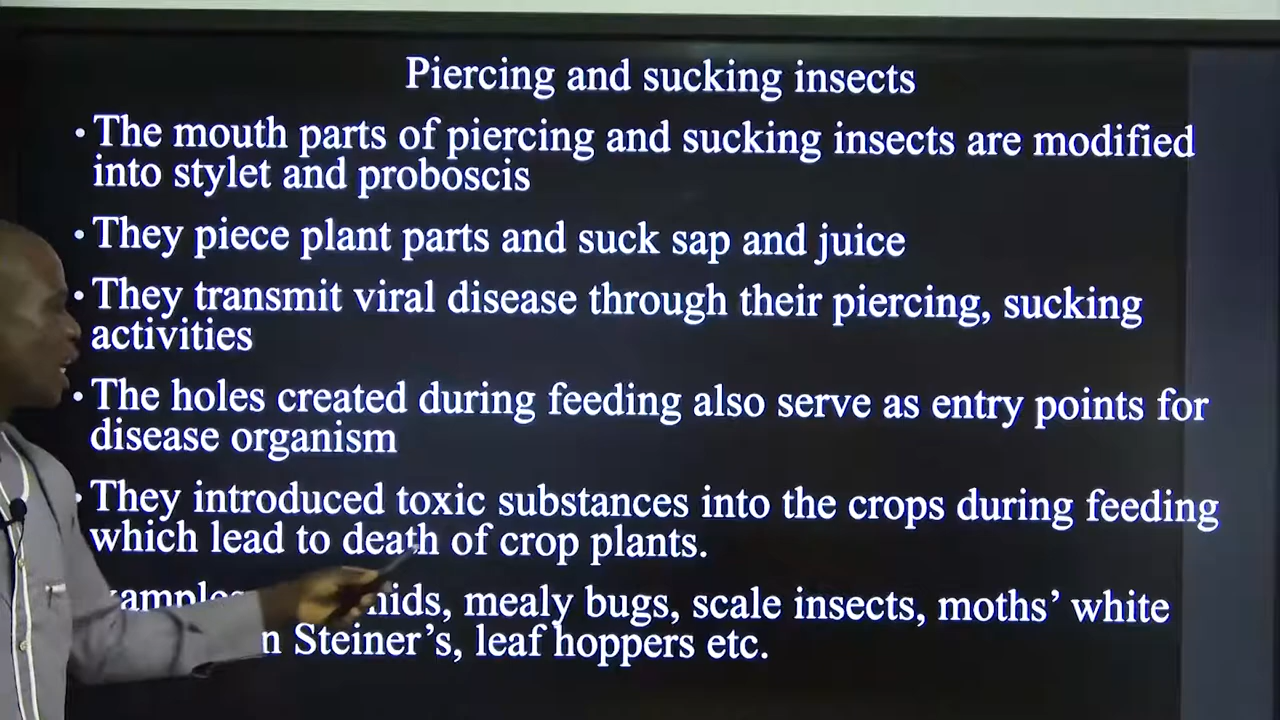 Piercing and sucking insects
• The mouth parts of piercing and sucking insects are modified
into stylet and proboscis
• They piece plant parts and suck sap and juice
• They transmit viral disease through their piercing, sucking
activities
• The holes created during feeding also serve as entry points for
disease organism
• They introduced toxic substances into the crops during feeding
which lead to death of crop plants.
mealy bugs, scale insects, moths’ white
Steiner’s, leaf hoppers etc.